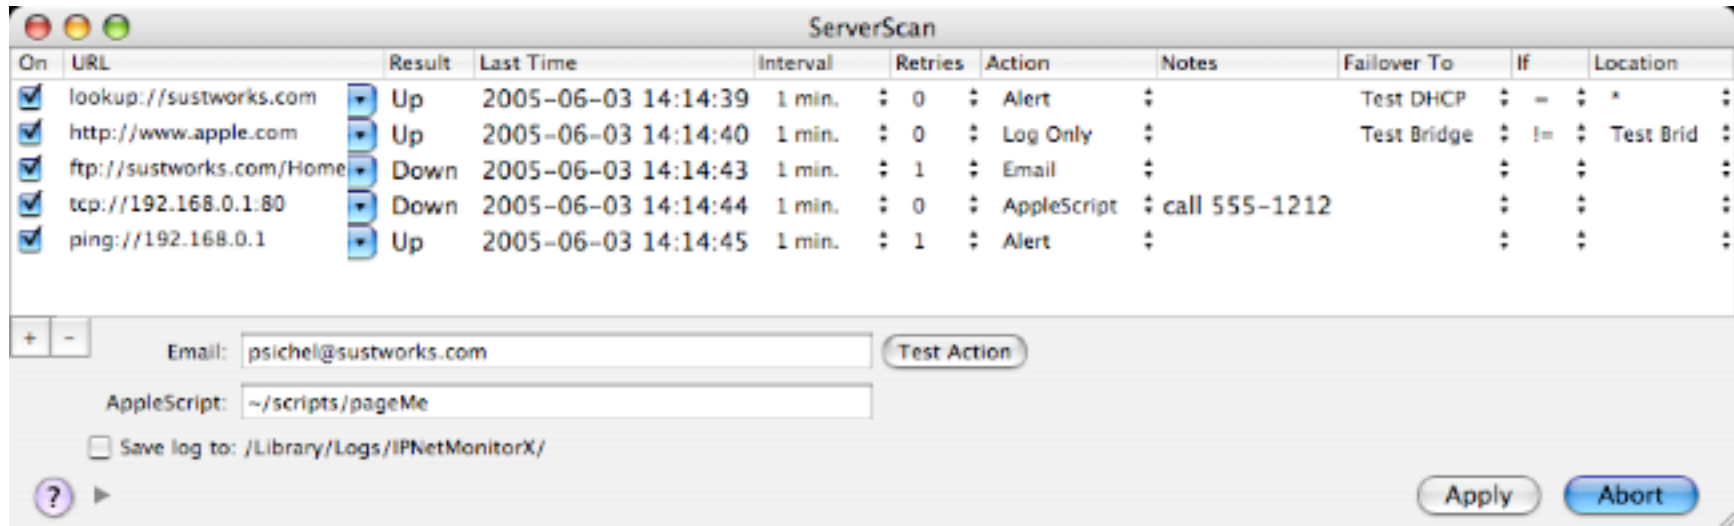 ServerScan
On URL Result Last Time Interval Retries Action Notes Failover To If Location
lookup://sustworks.com Up 2005-06-03 14:14:39 1 min. 0 Alert Test DHCP = *
http://www.apple.com Up 2005-06-03 14:14:40 1 min. 0 Log Only Test Bridge != Test Brid
ftp://sustworks.com/Home Down 2005-06-03 14:14:43 1 min. 1 Email
tcp://192.168.0.1:80 Down 2005-06-03 14:14:44 1 min. 0 AppleScript call 555-1212
ping://192.168.0.1 Up 2005-06-03 14:14:45 1 min. 1 Alert
+ -
Email: psichel@sustworks.com Test Action
AppleScript: ~/scripts/pageMe
Save log to: /Library/Logs/IPNetMonitorX/
? Apply Abort